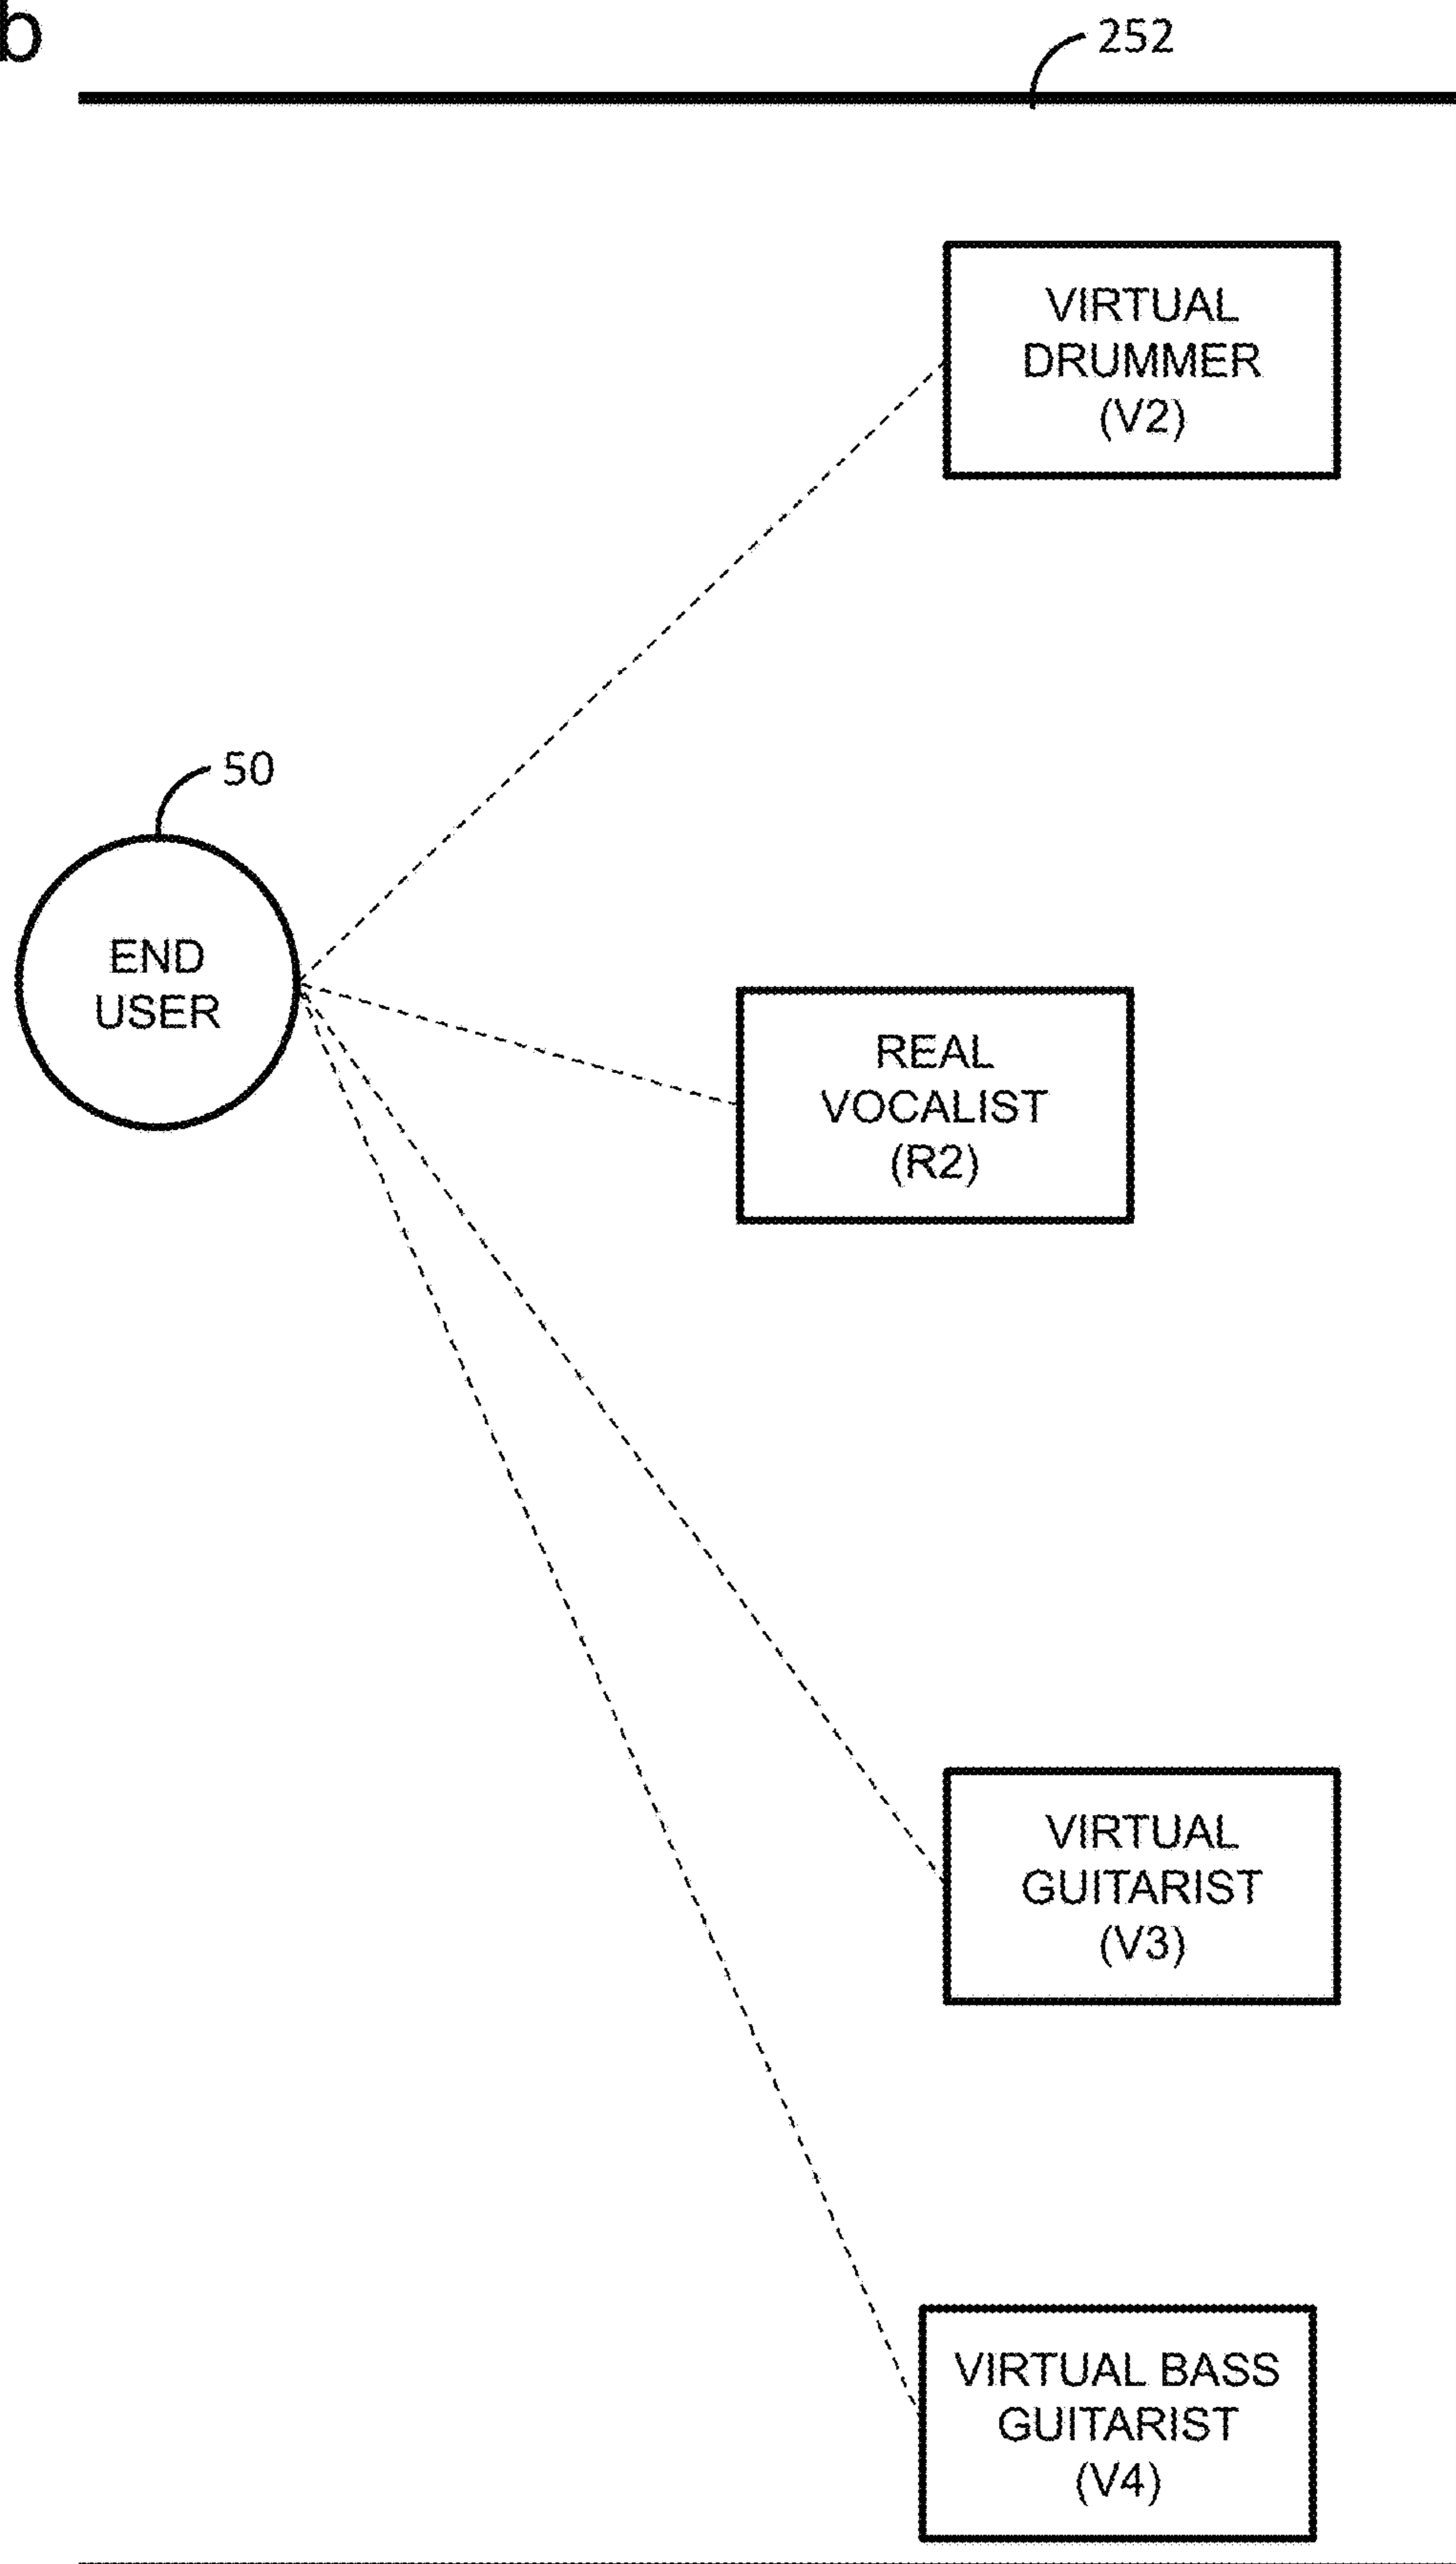 b
252
VIRTUAL
DRUMMER
(V2)
50
END
USER
REAL
VOCALIST
(R2)
VIRTUAL
GUITARIST
(V3)
VIRTUAL BASS
GUITARIST
(V4)